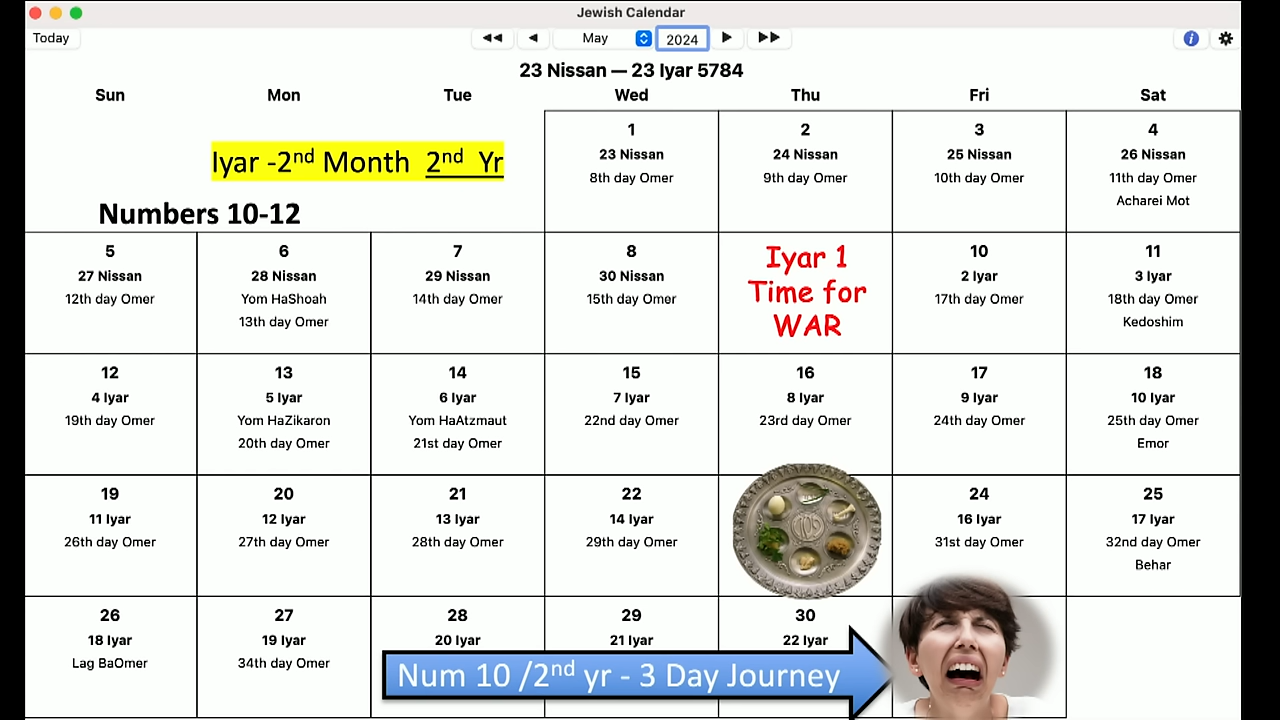 Jewish Calendar
Today
May
2024
23 Nissan — 23 Iyar 5784
Sun Mon Tue Wed Thu Fri Sat
Iyar -2nd Month 2nd Yr
Numbers 10-12
1
23 Nissan
8th day Omer
2
24 Nissan
9th day Omer
3
25 Nissan
10th day Omer
4
26 Nissan
11th day Omer
Acharei Mot
5
27 Nissan
12th day Omer
6
28 Nissan
Yom HaShoah
13th day Omer
7
29 Nissan
14th day Omer
8
30 Nissan
15th day Omer
Iyar 1
Time for
WAR
10
2 Iyar
17th day Omer
11
3 Iyar
18th day Omer
Kedoshim
12
4 Iyar
19th day Omer
13
5 Iyar
Yom HaZikaron
20th day Omer
14
6 Iyar
Yom HaAtzmaut
21st day Omer
15
7 Iyar
22nd day Omer
16
8 Iyar
23rd day Omer
17
9 Iyar
24th day Omer
18
10 Iyar
25th day Omer
Emor
19
11 Iyar
26th day Omer
20
12 Iyar
27th day Omer
21
13 Iyar
28th day Omer
22
14 Iyar
29th day Omer
24
16 Iyar
31st day Omer
25
17 Iyar
32nd day Omer
Behar
26
18 Iyar
Lag BaOmer
27
19 Iyar
34th day Omer
28
20 Iyar
29
21 Iyar
30
22 Iyar
Num 10 /2nd yr - 3 Day Journey